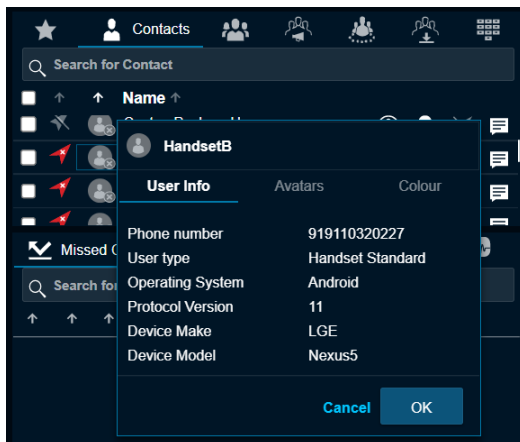 Contacts
Search for Contact
Name
HandsetB
User Info Avatars Colour
Phone number 919110320227
User type Handset Standard
Operating System Android
Protocol Version 11
Device Make LGE
Device Model Nexus5
Missed
Search for
Cancel OK